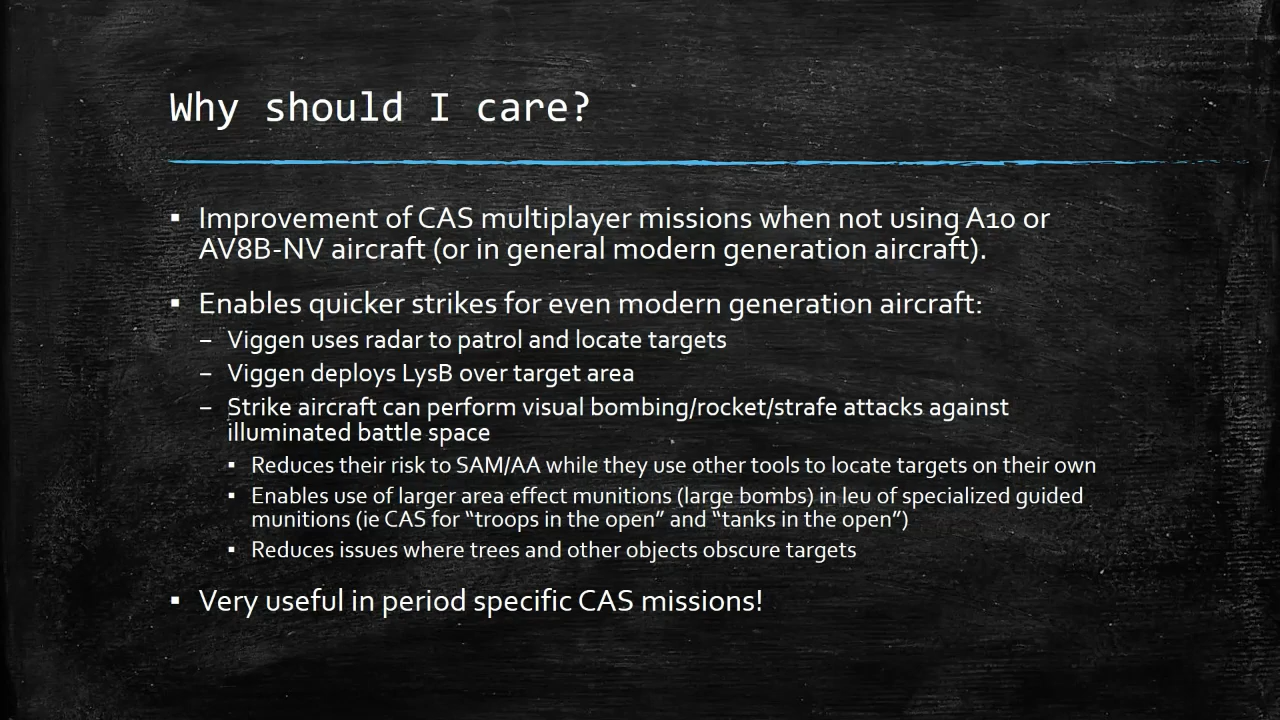 Why should I care?
▪ Improvement of CAS multiplayer missions when not using A10 or
AV8B-NV aircraft (or in general modern generation aircraft).
▪ Enables quicker strikes for even modern generation aircraft:
– Viggen uses radar to patrol and locate targets
– Viggen deploys LysB over target area
– Strike aircraft can perform visual bombing/rocket/strafe attacks against
illuminated battle space
▪ Reduces their risk to SAM/AA while they use other tools to locate targets on their own
▪ Enables use of larger area effect munitions (large bombs) in leu of specialized guided
munitions (ie CAS for “troops in the open” and “tanks in the open”)
▪ Reduces issues where trees and other objects obscure targets
▪ Very useful in period specific CAS missions!